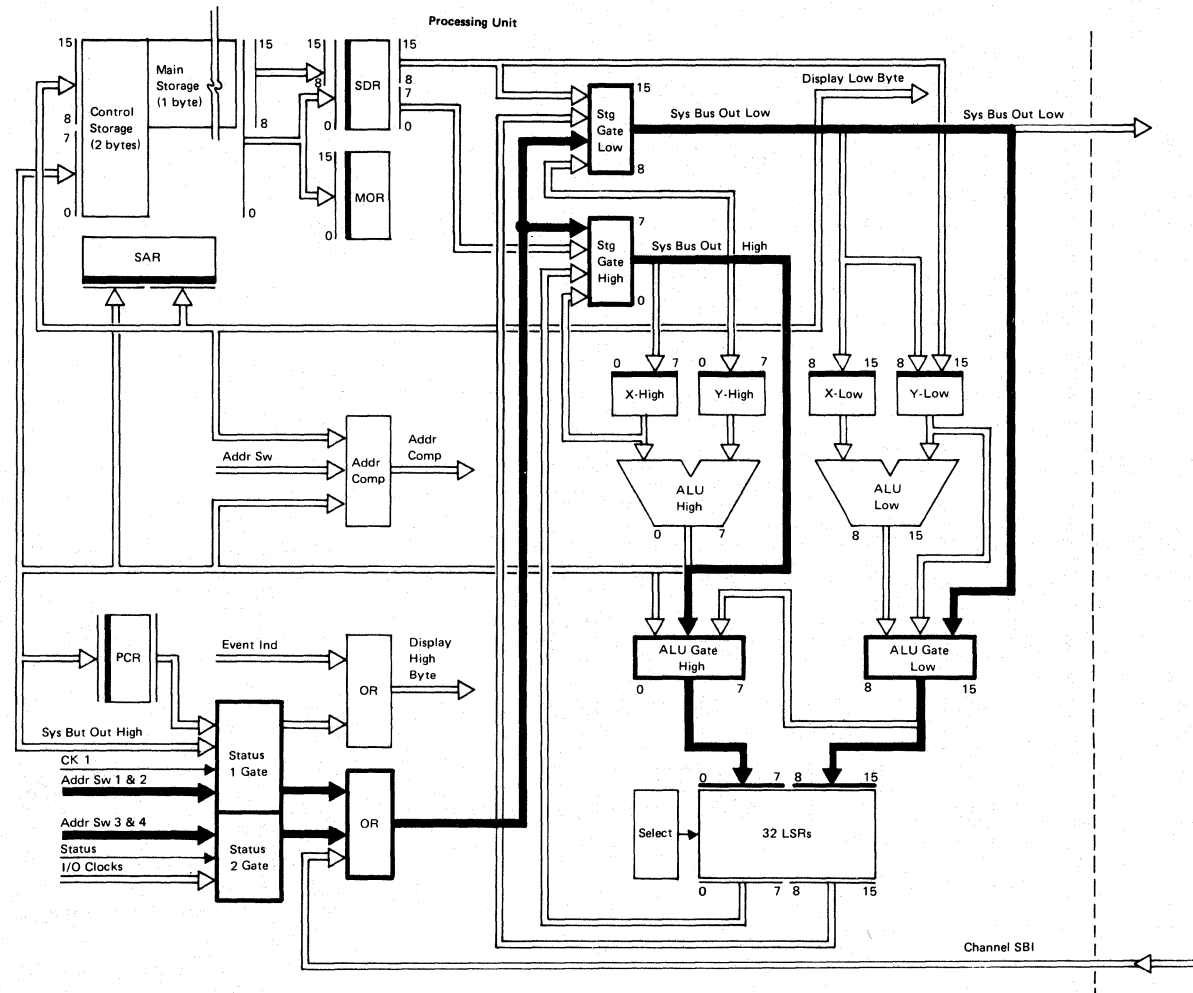 Processing Unit
15
15
15
15
Main
Storage
(1 byte)
8
SDR
8
7
Display Low Byte
15
Control
Storage
(2 bytes)
8
7
8
0
0
Stg
Gate
Low
Sys Bus Out Low
Sys Bus Out Low
15
MOR
8
0
0
0
7
Stg
Gate
High
Sys Bus Out High
SAR
0
0
7
0
7
8
15
8
15
X-High
Y-High
X-Low
Y-Low
Addr Sw
Addr
Comp
Addr
Comp
ALU
High
ALU
Low
0
7
8
15
PCR
Event Ind
OR
Display
High
Byte
ALU Gate
High
ALU Gate
Low
0
7
8
15
Sys But Out High
CK 1
Addr Sw 1 & 2
Status
1 Gate
Addr Sw 3 & 4
Status
I/O Clocks
Status
2 Gate
OR
0
7
8
15
Select
32 LSRs
0
7
8
15
Channel SBI